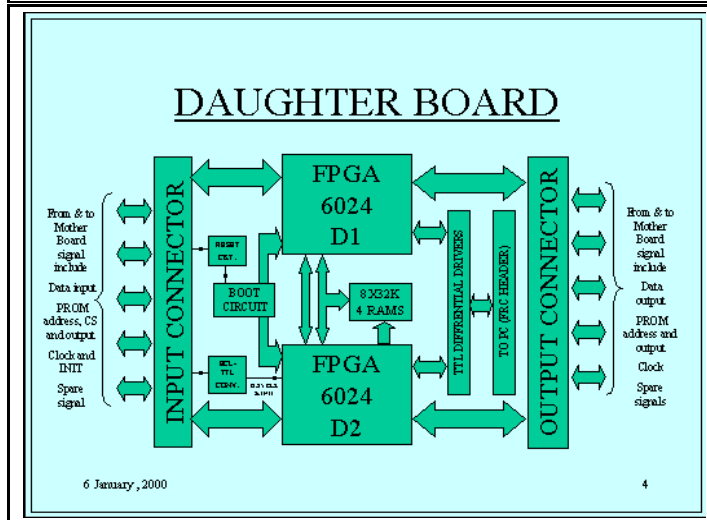 DAUGHTER BOARD
From & to
Mother
Board
signal
include
Data input
PROM
address, CS
and output
Clock and
INIT
Spare
signal
INPUT CONNECTOR
RESET
CKT.
BOOT
CIRCUIT
ECL-
TTL
CONV.
FPGA
6024
D1
8X32K
4 RAMS
FPGA
6024
D2
TTL DIFFRENTIAL DRIVERS
TO PC (FRC HEADER)
OUTPUT CONNECTOR
From & to
Mother
Board
signal
include
Data
output
PROM
address and
output
Clock
Spare
signals
6 January, 2000
4